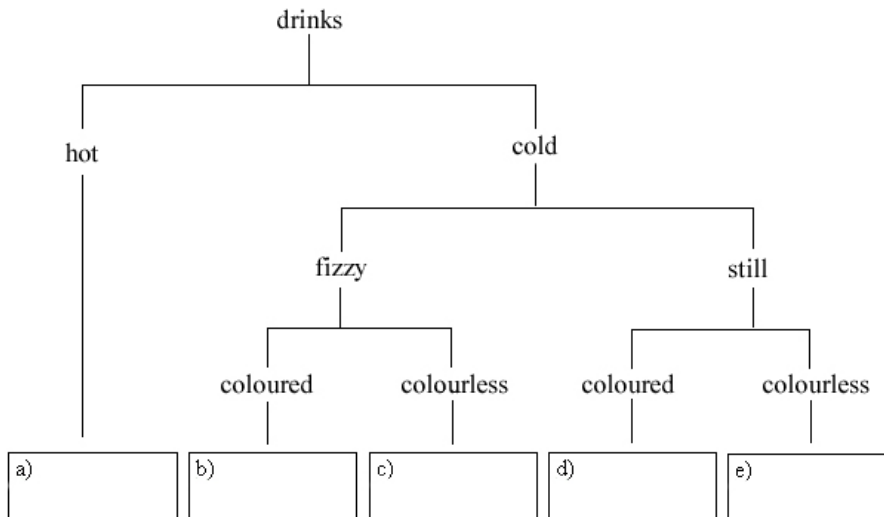 drinks
hot
cold
fizzy
still
coloured
colourless
coloured
colourless
a)
b)
c)
d)
e)